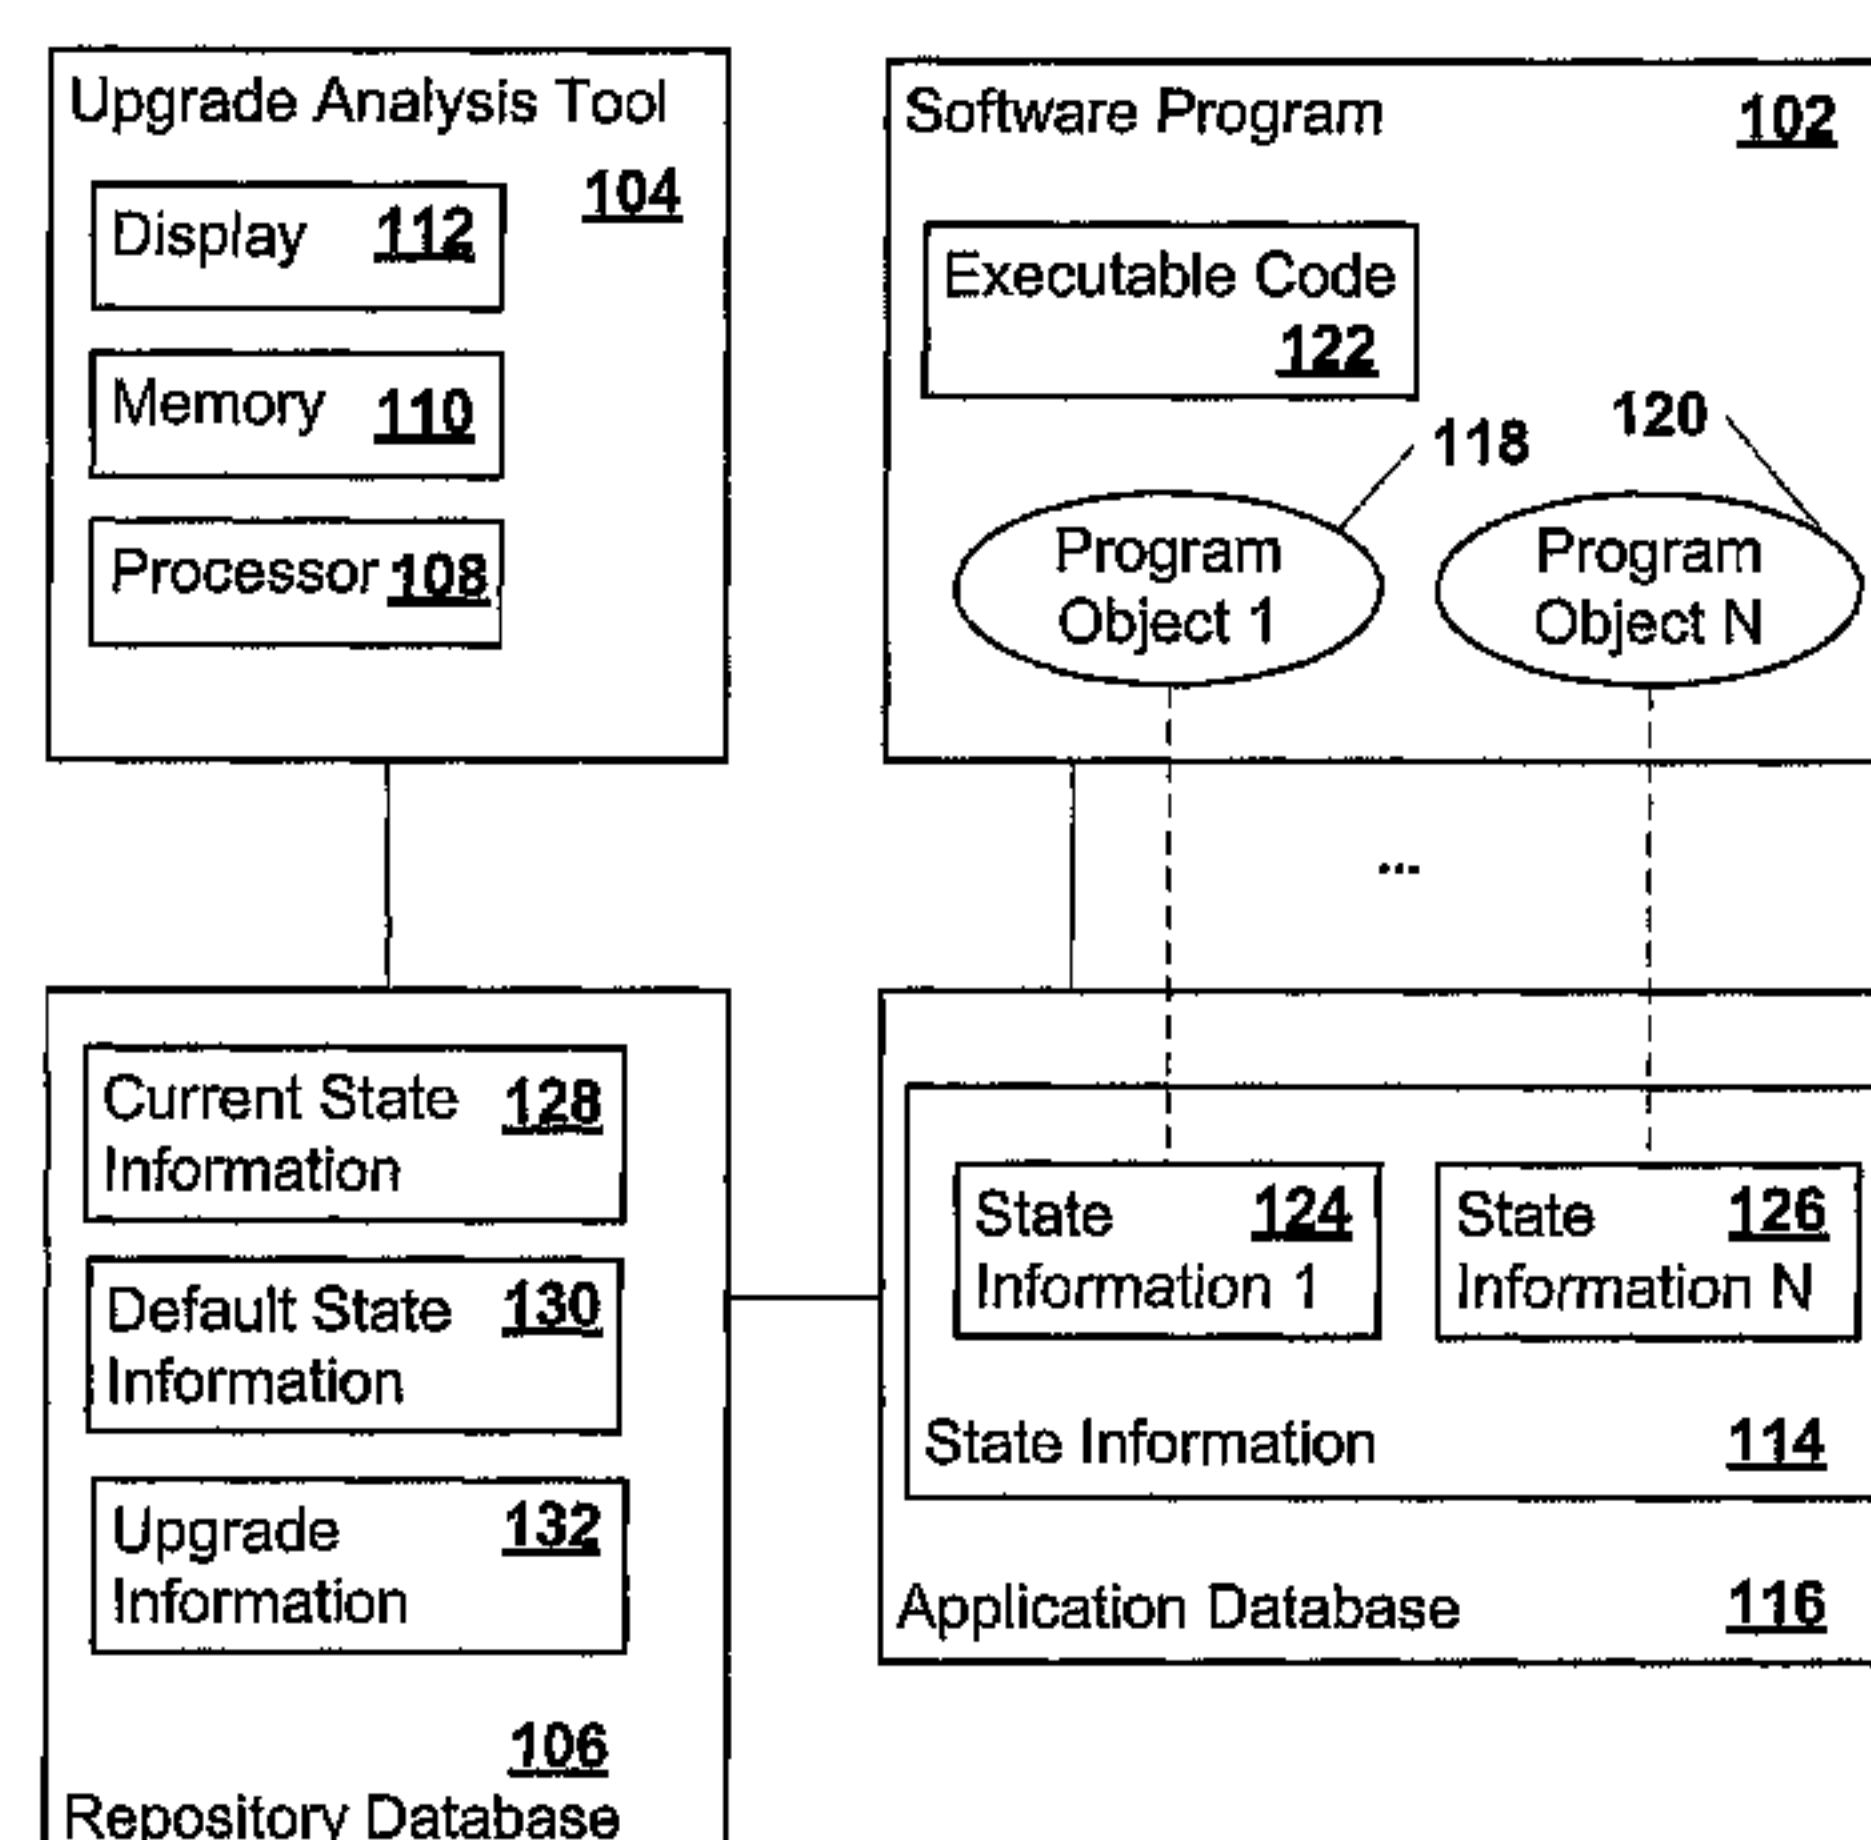 Upgrade Analysis Tool
104
Display 112
Memory 110
Processor 108
Software Program 102
Executable Code
122
118
120
Program
Object 1
Program
Object N
...
Current State 128
Information
Default State 130
Information
Upgrade 132
Information
106
Repository Database
State 124
Information 1
State 126
Information N
State Information 114
Application Database 116